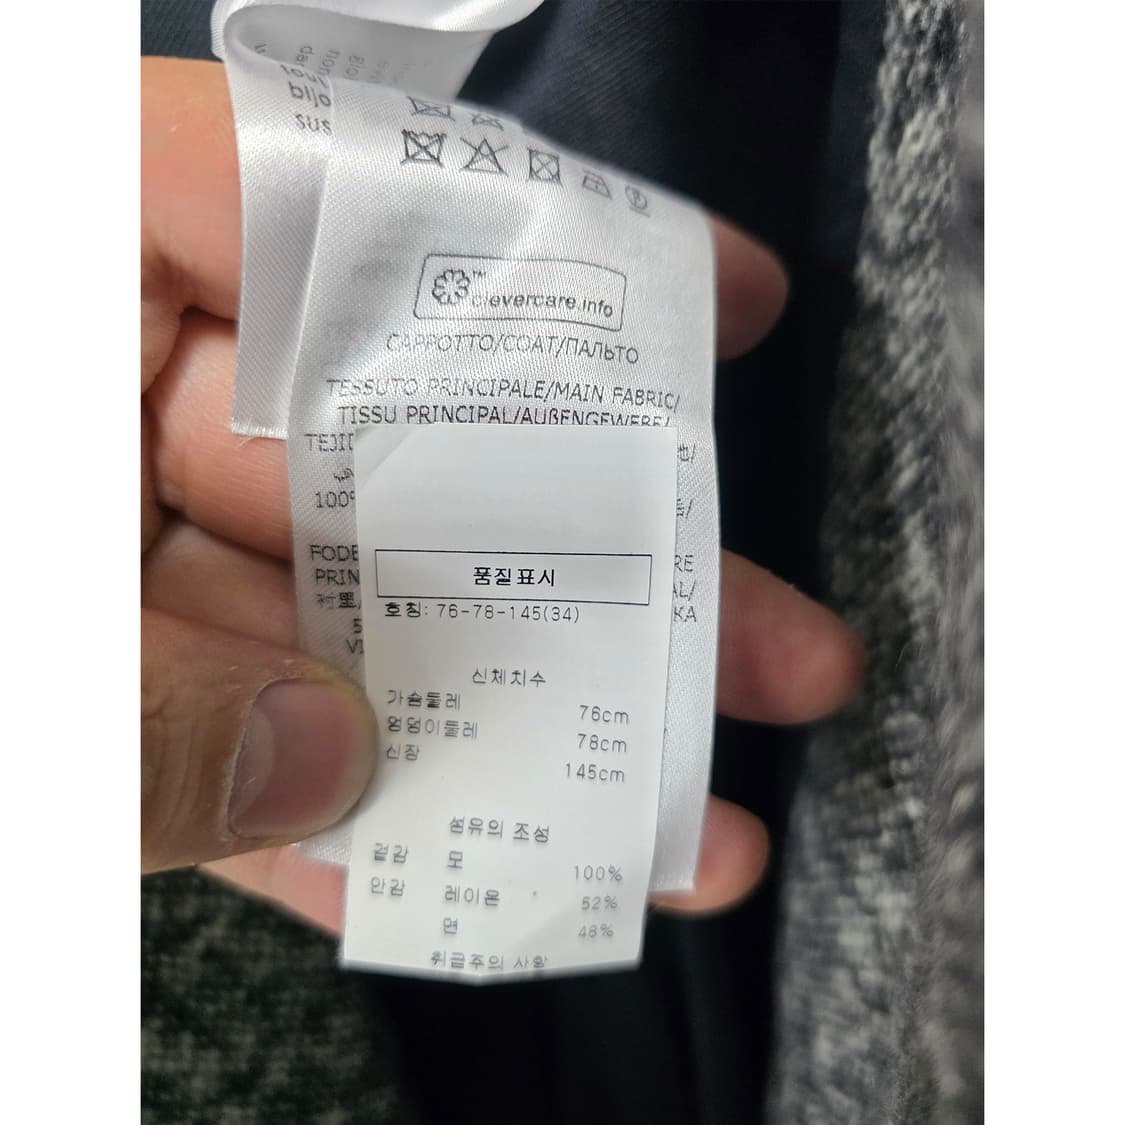 bijo
sus
TM
clevercare.info
CAPPOTTO/COAT/ПАЛЬТО
TESSUTO PRINCIPALE/MAIN FABRIC/
TISSU PRINCIPAL/AUßENGEWEBE/
품질표시
호칭: 76-78-145(34)
신체치수
가슴둘레 76cm
엉덩이둘레 78cm
신장 145cm
섬유의 조성
겉감 모 100%
안감 레이온 52%
면 48%
취급주의 사항